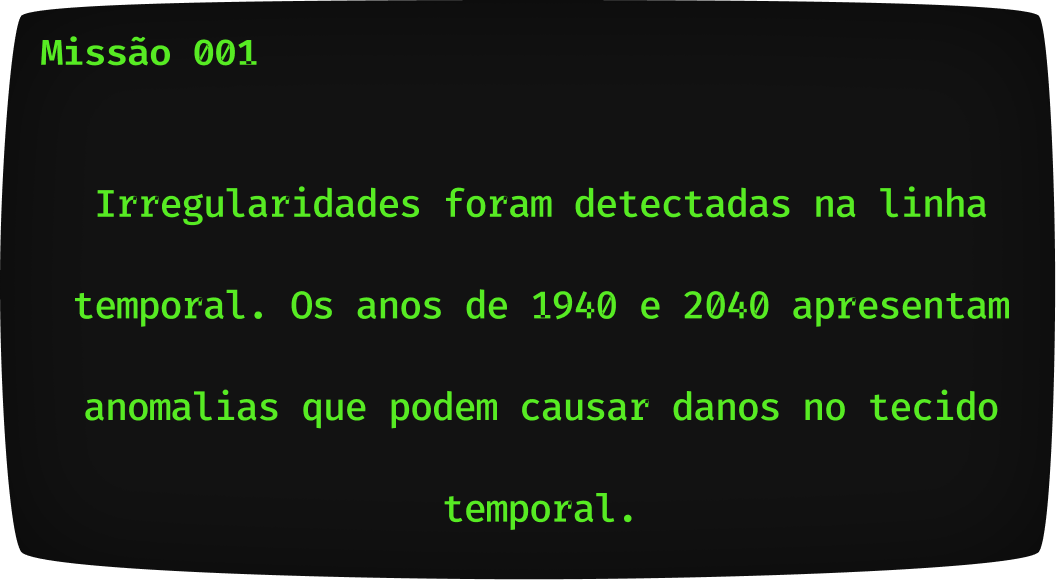 Missão 001
Irregularidades foram detectadas na linha
temporal. Os anos de 1940 e 2040 apresentam
anomalias que podem causar danos no tecido
temporal.